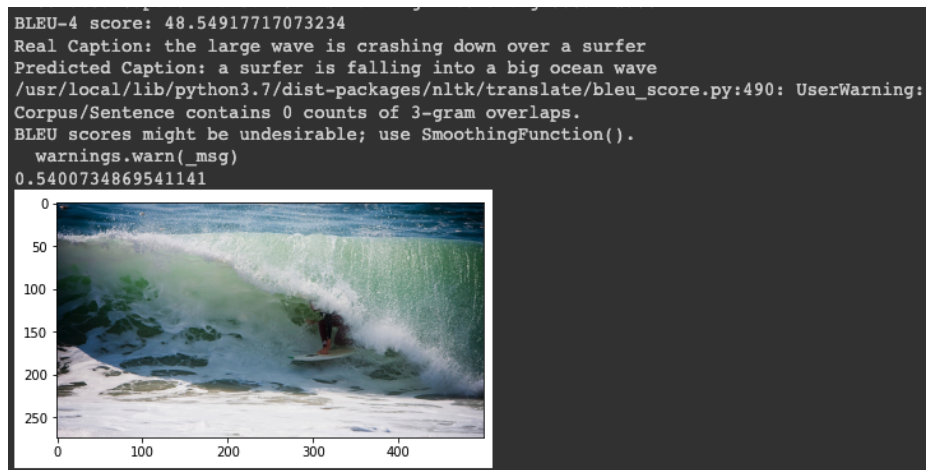 BLEU-4 score: 48.54917717073234
Real Caption: the large wave is crashing down over a surfer
Predicted Caption: a surfer is falling into a big ocean wave
/usr/local/lib/python3.7/dist-packages/nltk/translate/bleu_score.py:490: UserWarning:
Corpus/Sentence contains 0 counts of 3-gram overlaps.
BLEU scores might be undesirable; use SmoothingFunction().
warnings.warn(_msg)
0.5400734869541141
0
50
100
150
200
250
0 100 200 300 400